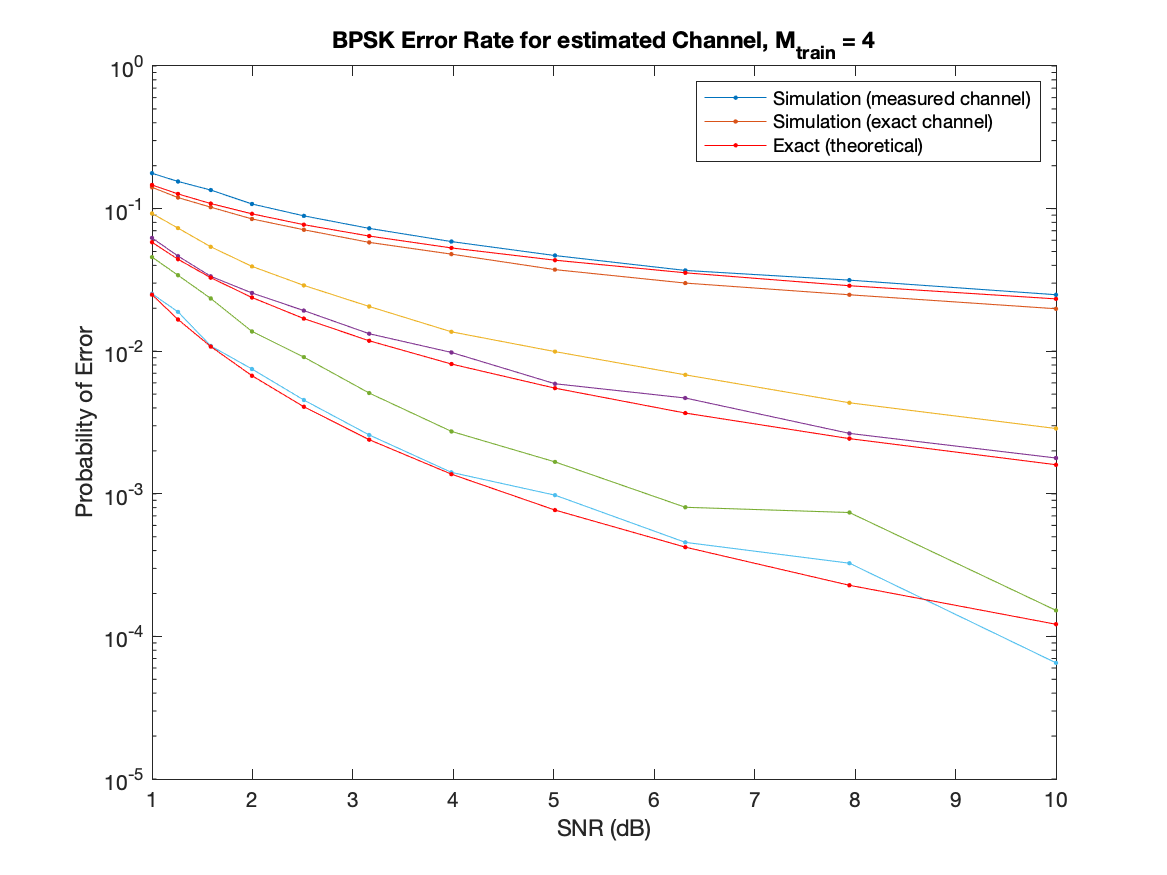 BPSK Error Rate for estimated Channel, M_train = 4
10^0
Simulation (measured channel)
Simulation (exact channel)
Exact (theoretical)
10^-1
10^-2
10^-3
10^-4
10^-5
Probability of Error
1 2 3 4 5 6 7 8 9 10
SNR (dB)